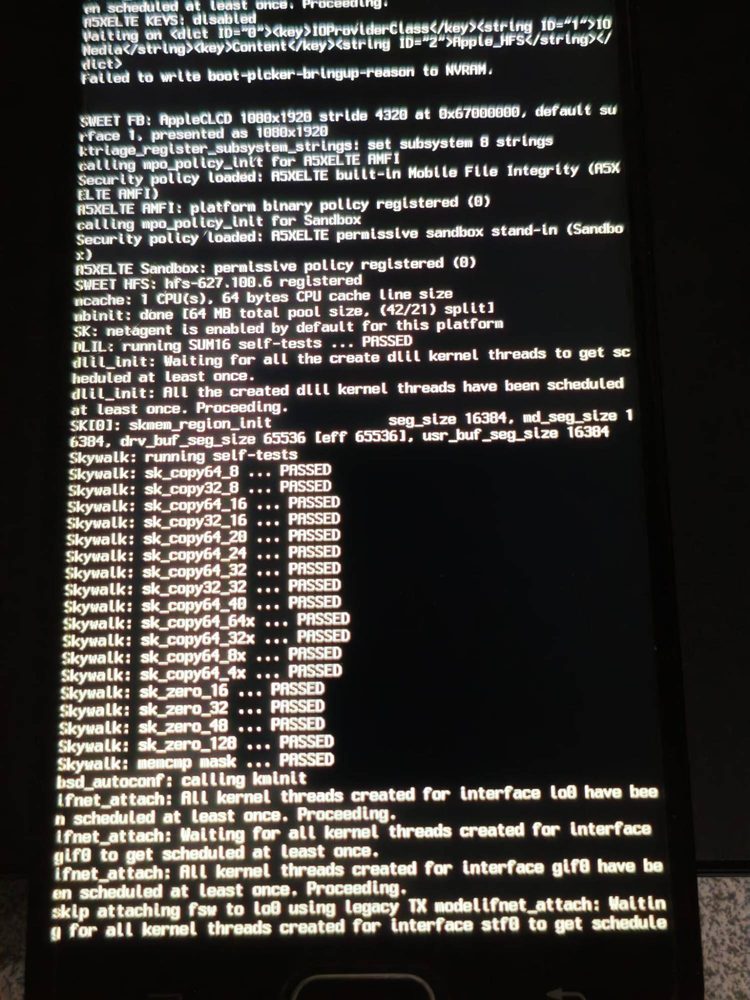 en scheduled at least once. Proceeding.
A5XELTE KEYS: disabled
Waiting on <dict ID="0"><key>IOProviderClass</key><string ID="1">IO
Media</string><key>Content</key><string ID="2">Apple_HFS</string></
dict>
Failed to write boot-picker-bringup-reason to NVRAM.
SWEET FB: AppleCLCD 1080x1920 stride 4320 at 0x67000000, default su
rface 1, presented as 1080x1920
ktriage_register_subsystem_strings: set subsystem 8 strings
calling mpo_policy_init for A5XELTE AMFI
Security policy loaded: A5XELTE built-in Mobile File Integrity (A5X
ELTE AMFI)
A5XELTE AMFI: platform binary policy registered (0)
calling mpo_policy_init for Sandbox
Security policy loaded: A5XELTE permissive sandbox stand-in (Sandbo
x)
A5XELTE Sandbox: permissive policy registered (0)
SWEET HFS: hfs-627.100.6 registered
mcache: 1 CPU(s), 64 bytes CPU cache line size
mbinit: done [64 MB total pool size, (42/21) split]
SK: netagent is enabled by default for this platform
DLIL: running SUM16 self-tests ... PASSED
dlil_init: Waiting for all the create dlil kernel threads to get sc
heduled at least once.
dlil_init: All the created dlil kernel threads have been scheduled
at least once. Proceeding.
SK[0]: skmem_region_init seg_size 16384, md_seg_size 1
6384, drv_buf_seg_size 65536 [eff 65536], usr_buf_seg_size 16384
Skywalk: running self-tests
Skywalk: sk_copy64_8 ... PASSED
Skywalk: sk_copy32_8 ... PASSED
Skywalk: sk_copy64_16 ... PASSED
Skywalk: sk_copy32_16 ... PASSED
Skywalk: sk_copy64_20 ... PASSED
Skywalk: sk_copy64_24 ... PASSED
Skywalk: sk_copy64_32 ... PASSED
Skywalk: sk_copy32_32 ... PASSED
Skywalk: sk_copy64_40 ... PASSED
Skywalk: sk_copy64_64x ... PASSED
Skywalk: sk_copy64_32x ... PASSED
Skywalk: sk_copy64_8x ... PASSED
Skywalk: sk_copy64_4x ... PASSED
Skywalk: sk_zero_16 ... PASSED
Skywalk: sk_zero_32 ... PASSED
Skywalk: sk_zero_48 ... PASSED
Skywalk: sk_zero_128 ... PASSED
Skywalk: memcmp mask ... PASSED
bsd_autoconf: calling kminit
ifnet_attach: All kernel threads created for interface lo0 have bee
n scheduled at least once. Proceeding.
ifnet_attach: Waiting for all kernel threads created for interface
gif0 to get scheduled at least once.
ifnet_attach: All kernel threads created for interface gif0 have be
en scheduled at least once. Proceeding.
skip attaching fsw to lo0 using legacy TX modelifnet_attach: Waitin
g for all kernel threads created for interface stf0 to get schedule